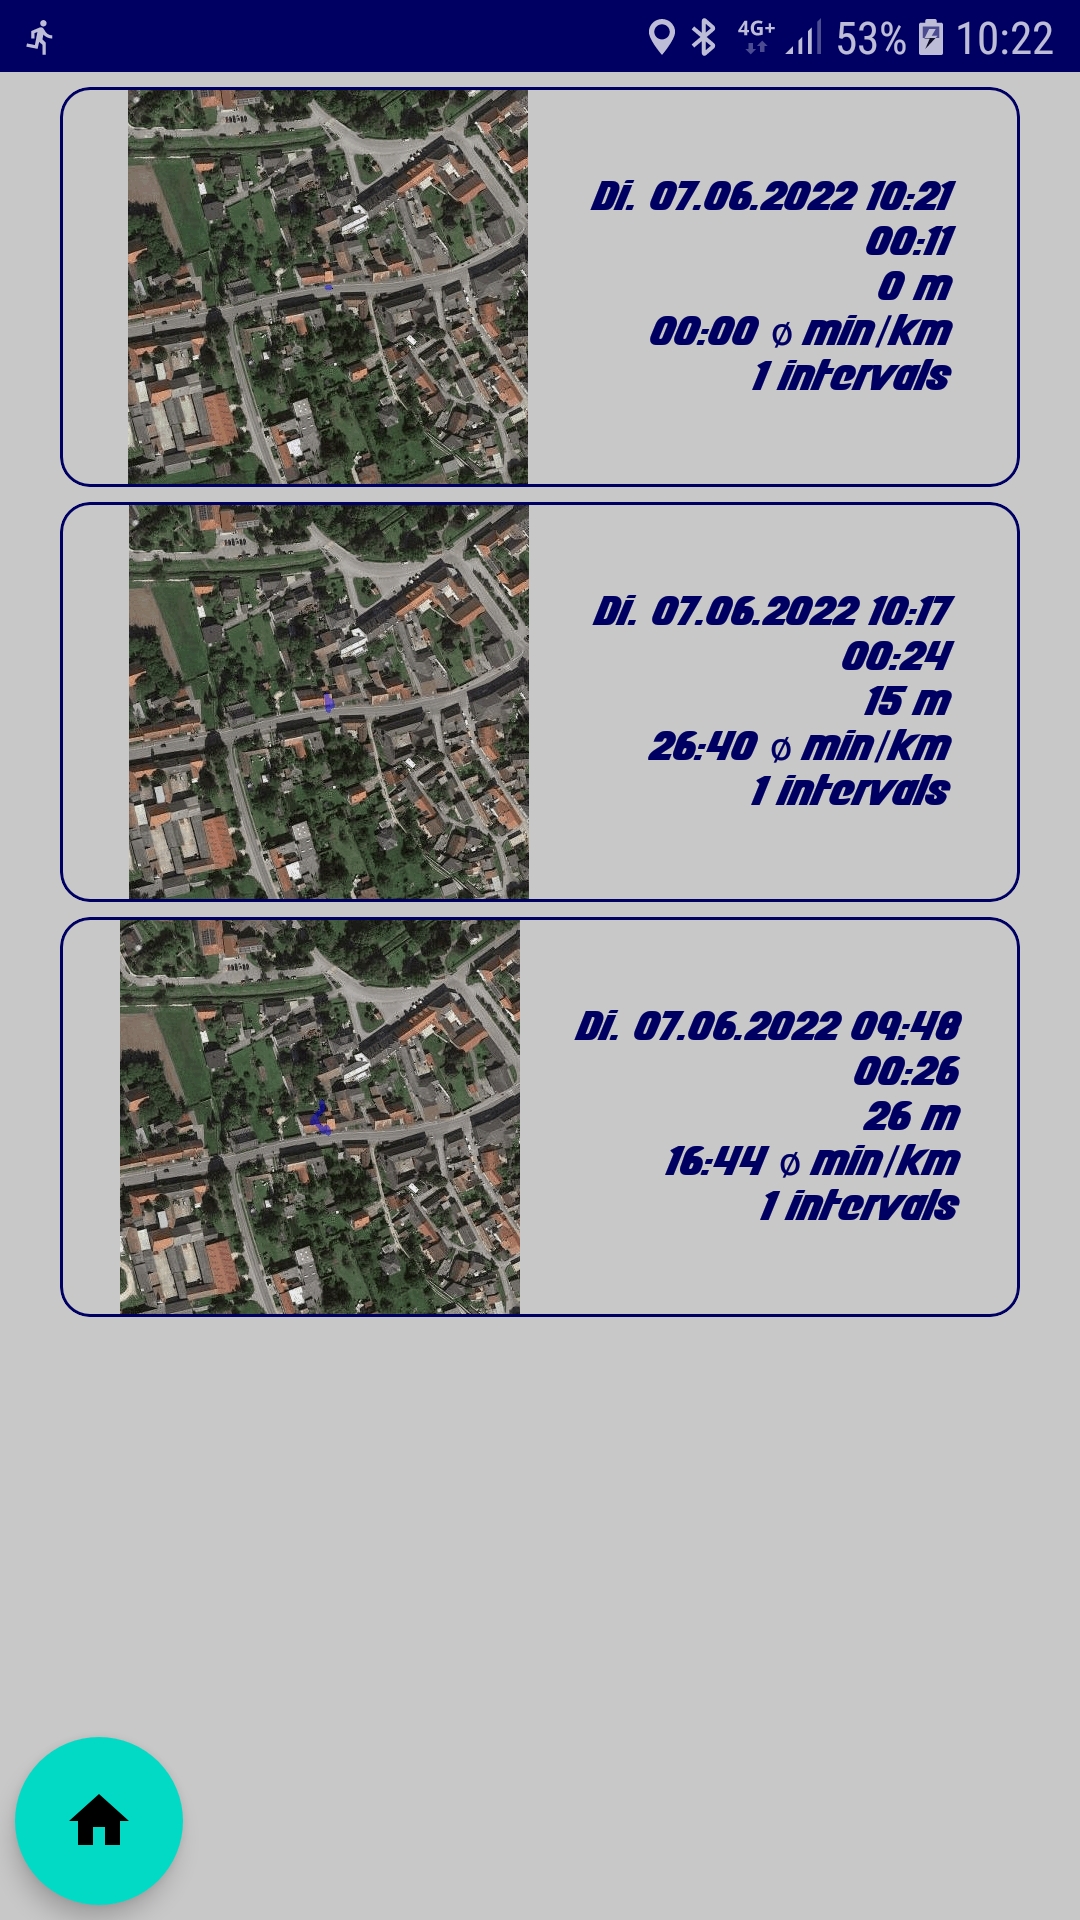 4G+ 53% 10:22
Di. 07.06.2022 10:21
00:11
0 m
00:00 ø min/km
1 intervals
Di. 07.06.2022 10:17
00:24
15 m
26:40 ø min/km
1 intervals
Di. 07.06.2022 09:48
00:26
26 m
16:44 ø min/km
1 intervals